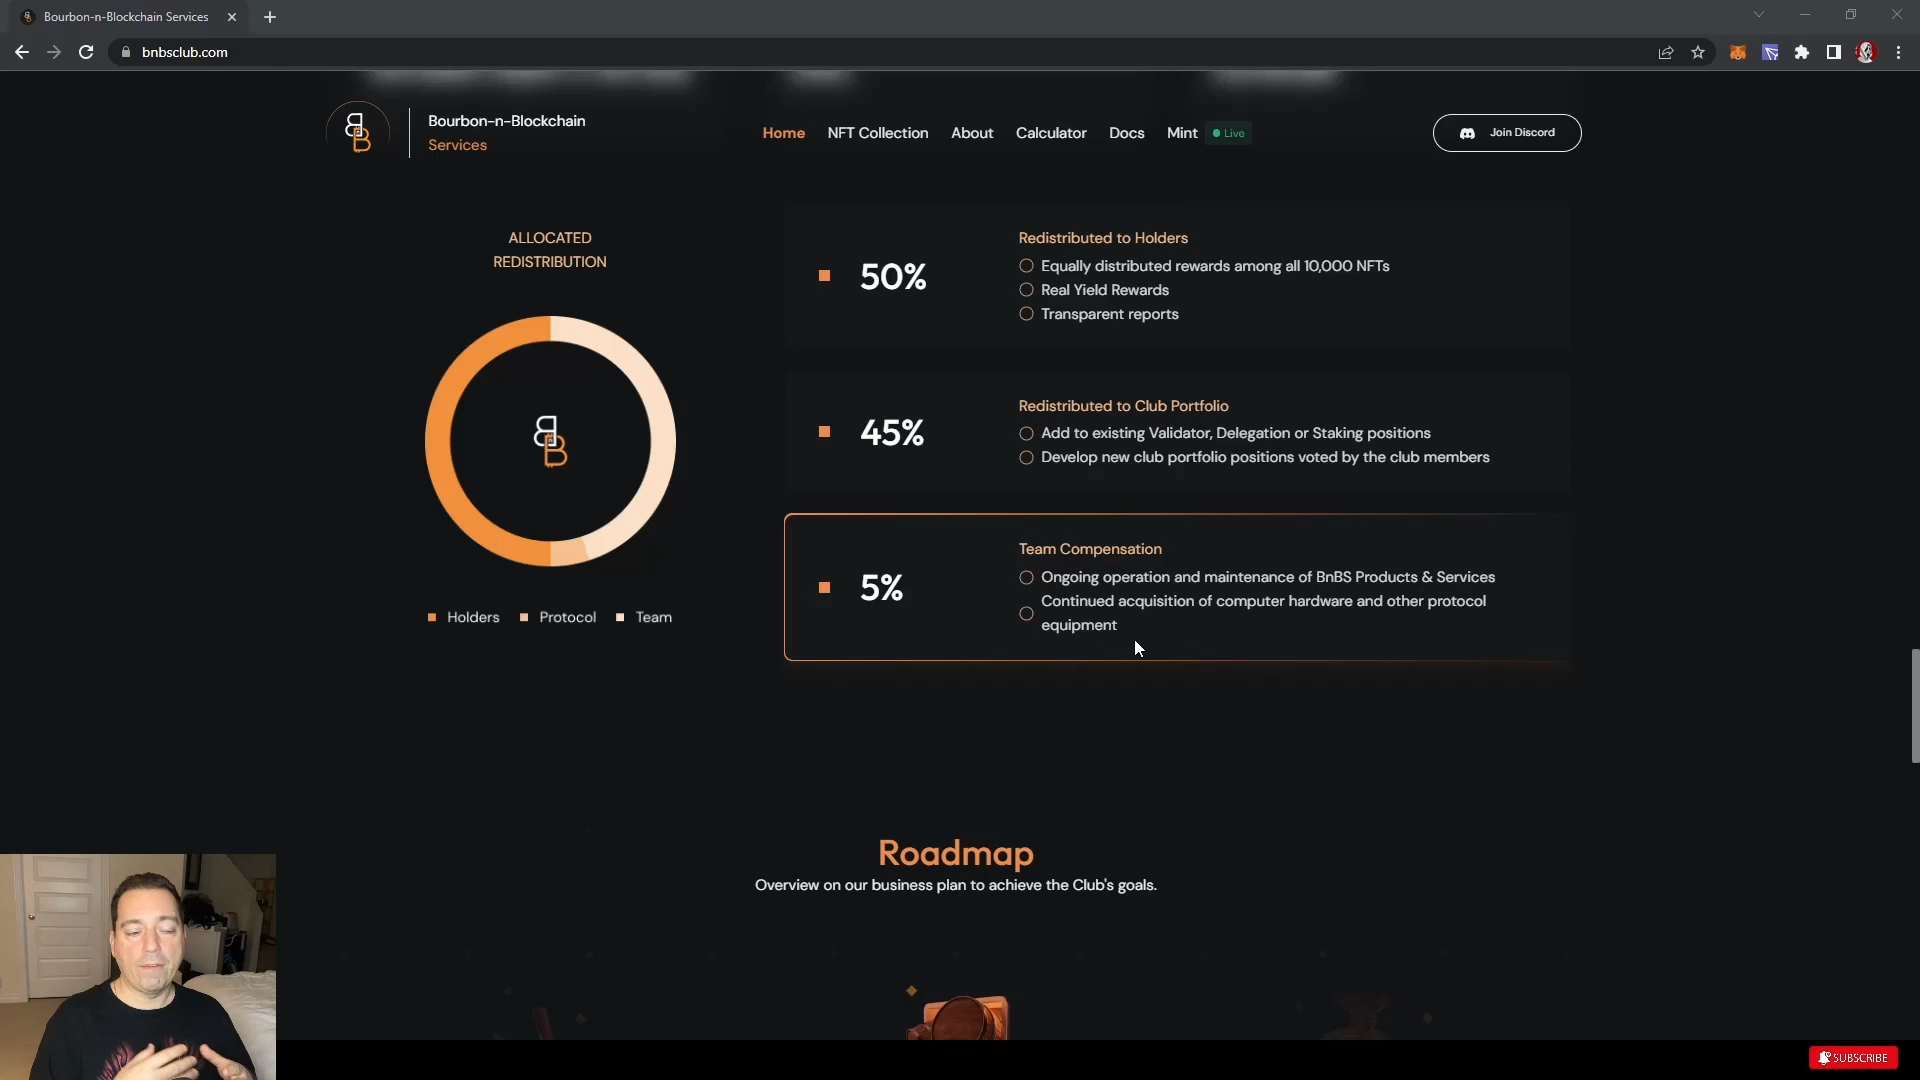 Bourbon-n-Blockchain Services
bnbsclub.com
Bourbon-n-Blockchain
Services
Home
NFT Collection
About
Calculator
Docs
Mint
Live
Join Discord
ALLOCATED
REDISTRIBUTION
Holders
Protocol
Team
50%
Redistributed to Holders
Equally distributed rewards among all 10,000 NFTs
Real Yield Rewards
Transparent reports
45%
Redistributed to Club Portfolio
Add to existing Validator, Delegation or Staking positions
Develop new club portfolio positions voted by the club members
5%
Team Compensation
Ongoing operation and maintenance of BnBS Products & Services
Continued acquisition of computer hardware and other protocol
equipment
Roadmap
Overview on our business plan to achieve the Club's goals.
SUBSCRIBE